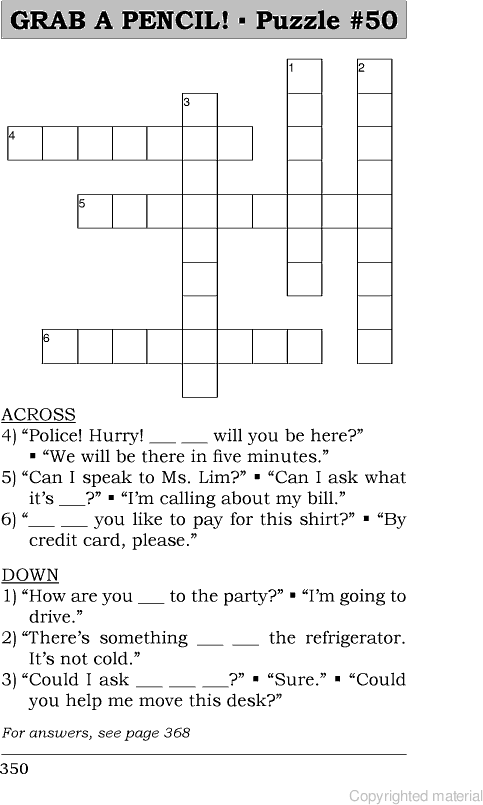 GRAB A PENCIL! ▪ Puzzle #50
1 2
3
4
5
6
ACROSS
4) “Police! Hurry! ___ ___ will you be here?”
▪ “We will be there in five minutes.”
5) “Can I speak to Ms. Lim?” ▪ “Can I ask what
it’s ___?” ▪ “I’m calling about my bill.”
6) “___ ___ you like to pay for this shirt?” ▪ “By
credit card, please.”
DOWN
1) “How are you ___ to the party?” ▪ “I’m going to
drive.”
2) “There’s something ___ ___ the refrigerator.
It’s not cold.”
3) “Could I ask ___ ___ ___?” ▪ “Sure.” ▪ “Could
you help me move this desk?”
For answers, see page 368
350
Copyrighted material